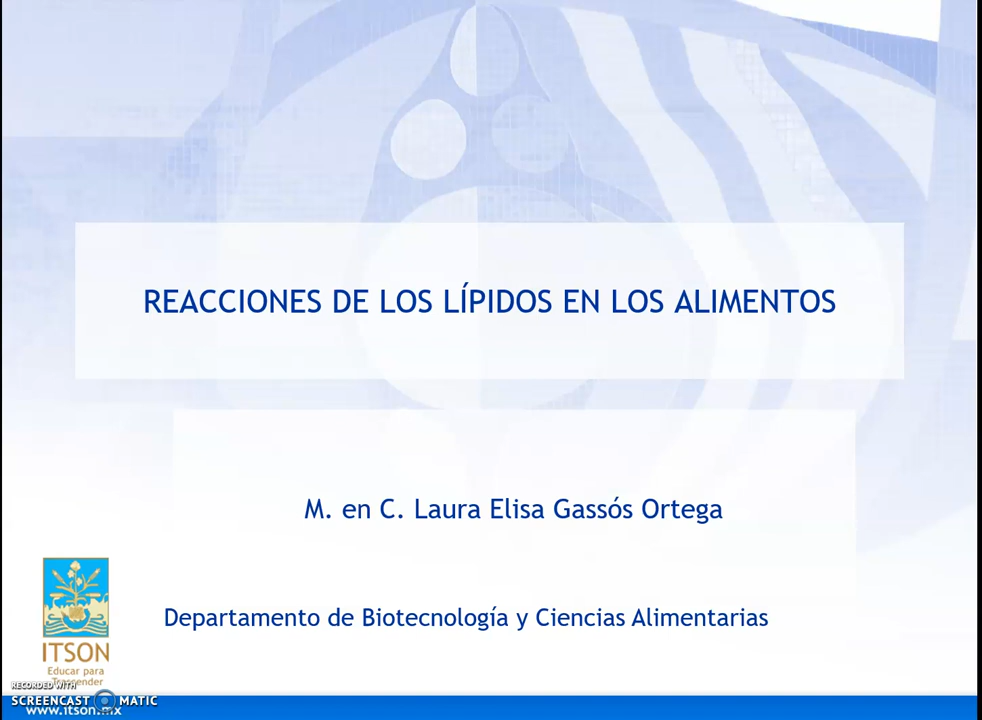 REACCIONES DE LOS LÍPIDOS EN LOS ALIMENTOS
M. en C. Laura Elisa Gassós Ortega
Departamento de Biotecnología y Ciencias Alimentarias
ITSON
Educar para
Trascender
RECORDED WITH
SCREENCAST MATIC
www.itson.mx